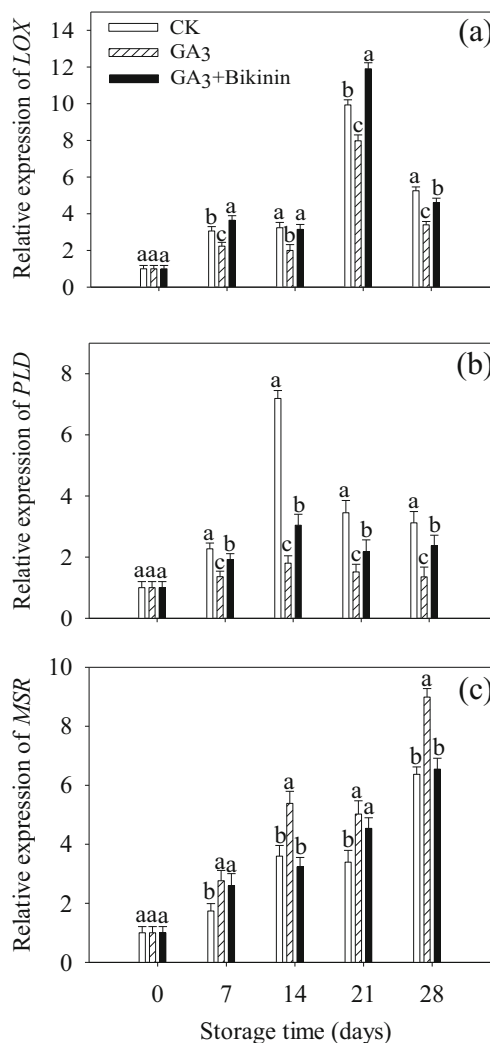 Relative expression of LOX
14
12
10
8
6
4
2
0
CK
GA3
GA3+Bikinin
(a)
aaa
b c a
a b a
b c a
a c b
Relative expression of PLD
8
6
4
2
0
(b)
aaa
a c b
a c b
a c b
a c b
Relative expression of MSR
10
8
6
4
2
0
(c)
aaa
b a a
b a b
b a a
b a b
0 7 14 21 28
Storage time (days)